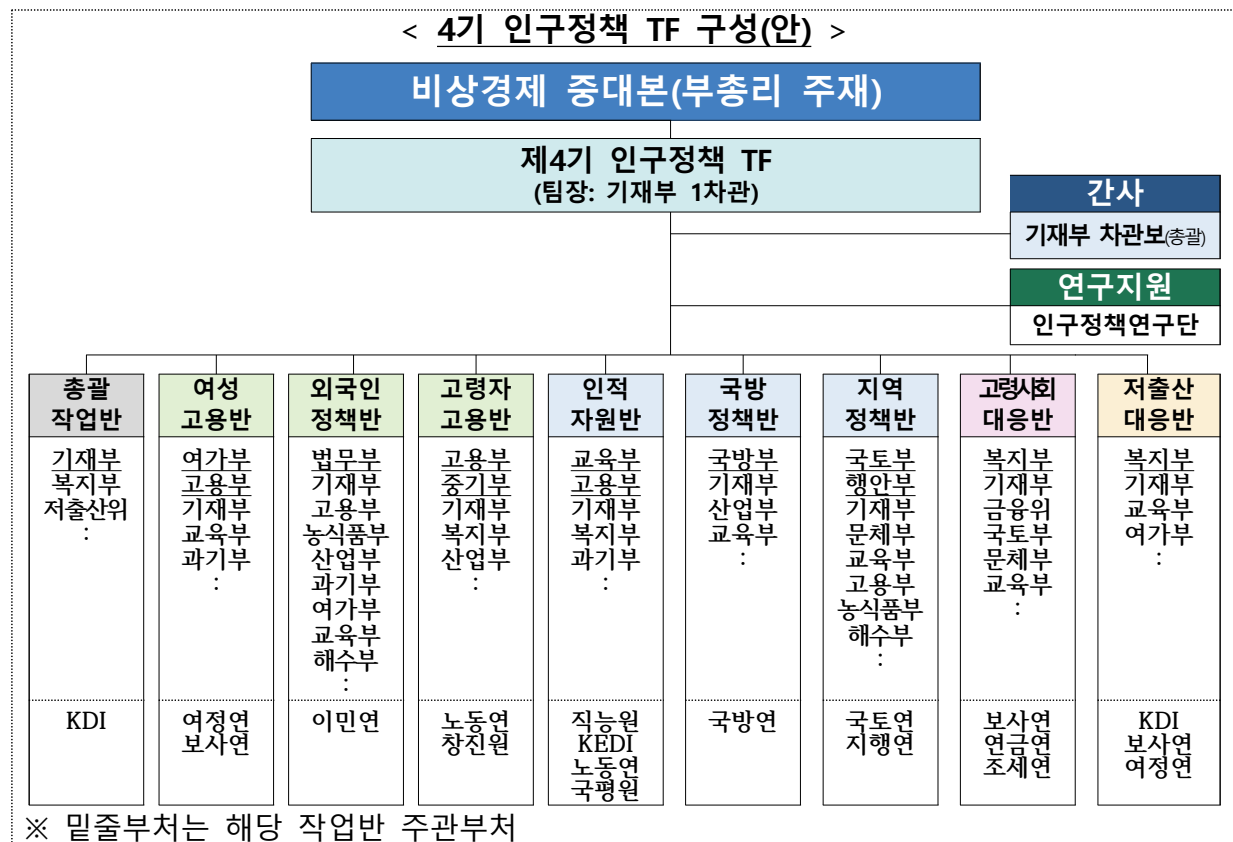 < 4기 인구정책 TF 구성(안) >
비상경제 중대본(부총리 주재)
제4기 인구정책 TF
(팀장: 기재부 1차관)
간사
기재부 차관보(총괄)
연구지원
인구정책연구단
총괄
작업반
기재부
복지부
저출산위
:
KDI
여성
고용반
여가부
고용부
기재부
교육부
과기부
:
여정연
보사연
외국인
정책반
법무부
기재부
고용부
농식품부
산업부
과기부
여가부
교육부
해수부
:
이민연
고령자
고용반
고용부
중기부
기재부
복지부
산업부
:
노동연
창진원
인적
자원반
교육부
고용부
기재부
복지부
과기부
:
직능원
KEDI
노동연
국평원
국방
정책반
국방부
기재부
산업부
교육부
:
국방연
지역
정책반
국토부
행안부
기재부
문체부
교육부
고용부
농식품부
해수부
:
국토연
지행연
고령사회
대응반
복지부
기재부
금융위
국토부
문체부
교육부
:
보사연
연금연
조세연
저출산
대응반
복지부
기재부
교육부
여가부
:
KDI
보사연
여정연
※ 밑줄부처는 해당 작업반 주관부처